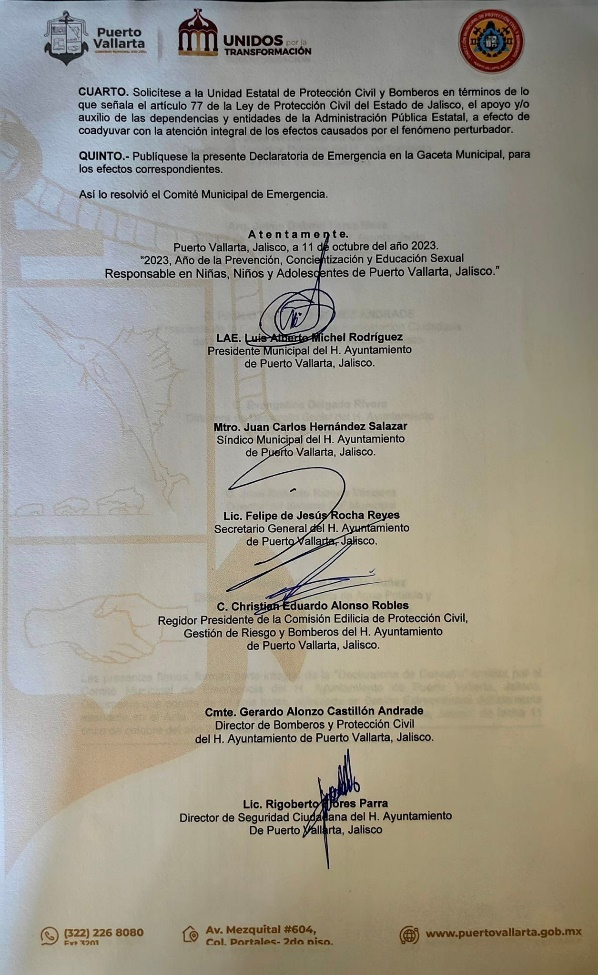 Puerto
Vallarta
UNIDOS por la
TRANSFORMACIÓN
CUARTO. Solicítese a la Unidad Estatal de Protección Civil y Bomberos en términos de lo
que señala el artículo 77 de la Ley de Protección Civil del Estado de Jalisco, el apoyo y/o
auxilio de las dependencias y entidades de la Administración Pública Estatal, a efecto de
coadyuvar con la atención integral de los efectos causados por el fenómeno perturbador.
QUINTO.- Publíquese la presente Declaratoria de Emergencia en la Gaceta Municipal, para
los efectos correspondientes.
Así lo resolvió el Comité Municipal de Emergencia.
Atentamente.
Puerto Vallarta, Jalisco, a 11 de octubre del año 2023.
“2023, Año de la Prevención, Concientización y Educación Sexual
Responsable en Niñas, Niños y Adolescentes de Puerto Vallarta, Jalisco.”
LAE. Luis Alberto Michel Rodríguez
Presidente Municipal del H. Ayuntamiento
de Puerto Vallarta, Jalisco.
Mtro. Juan Carlos Hernández Salazar
Síndico Municipal del H. Ayuntamiento
de Puerto Vallarta, Jalisco.
Lic. Felipe de Jesús Rocha Reyes
Secretario General del H. Ayuntamiento
de Puerto Vallarta, Jalisco.
C. Christian Eduardo Alonso Robles
Regidor Presidente de la Comisión Edilicia de Protección Civil,
Gestión de Riesgo y Bomberos del H. Ayuntamiento
de Puerto Vallarta, Jalisco.
Cmte. Gerardo Alonzo Castillón Andrade
Director de Bomberos y Protección Civil
del H. Ayuntamiento de Puerto Vallarta, Jalisco.
Lic. Rigoberto Flores Parra
Director de Seguridad Ciudadana del H. Ayuntamiento
De Puerto Vallarta, Jalisco
(322) 226 8080
Ext 3201
Av. Mezquital #604,
Col. Portales- 2do piso.
www.puertovallarta.gob.mx